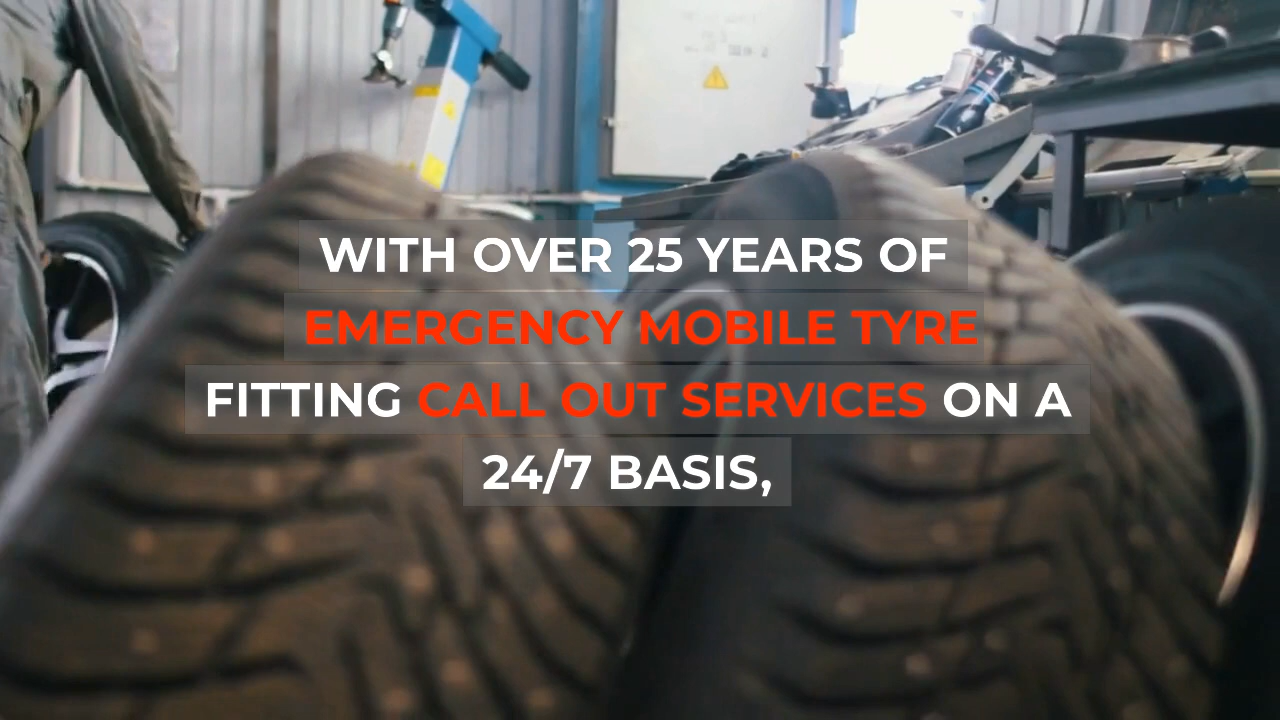 WITH OVER 25 YEARS OF
EMERGENCY MOBILE TYRE
FITTING CALL OUT SERVICES ON A
24/7 BASIS,